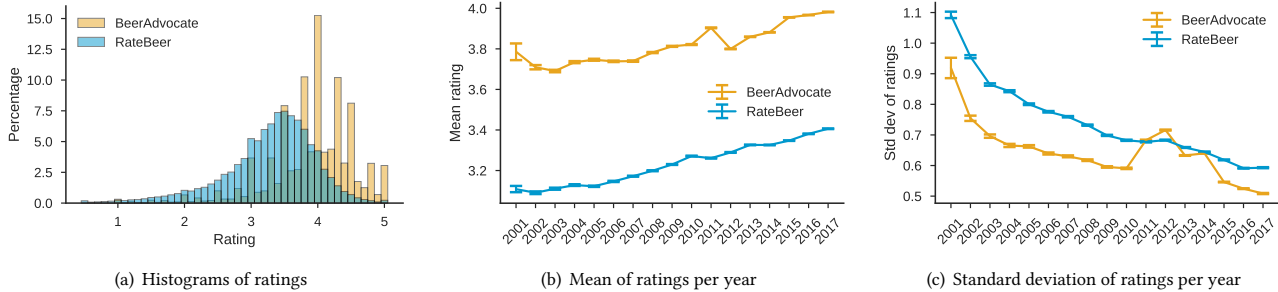 15.0
12.5
10.0
7.5
5.0
2.5
0.0
Percentage
BeerAdvocate
RateBeer
1 2 3 4 5
Rating
(a) Histograms of ratings
4.0
3.8
3.6
3.4
3.2
Mean rating
BeerAdvocate
RateBeer
2001 2002 2003 2004 2005 2006 2007 2008 2009 2010 2011 2012 2013 2014 2015 2016 2017
(b) Mean of ratings per year
1.1
1.0
0.9
0.8
0.7
0.6
0.5
Std dev of ratings
BeerAdvocate
RateBeer
2001 2002 2003 2004 2005 2006 2007 2008 2009 2010 2011 2012 2013 2014 2015 2016 2017
(c) Standard deviation of ratings per year